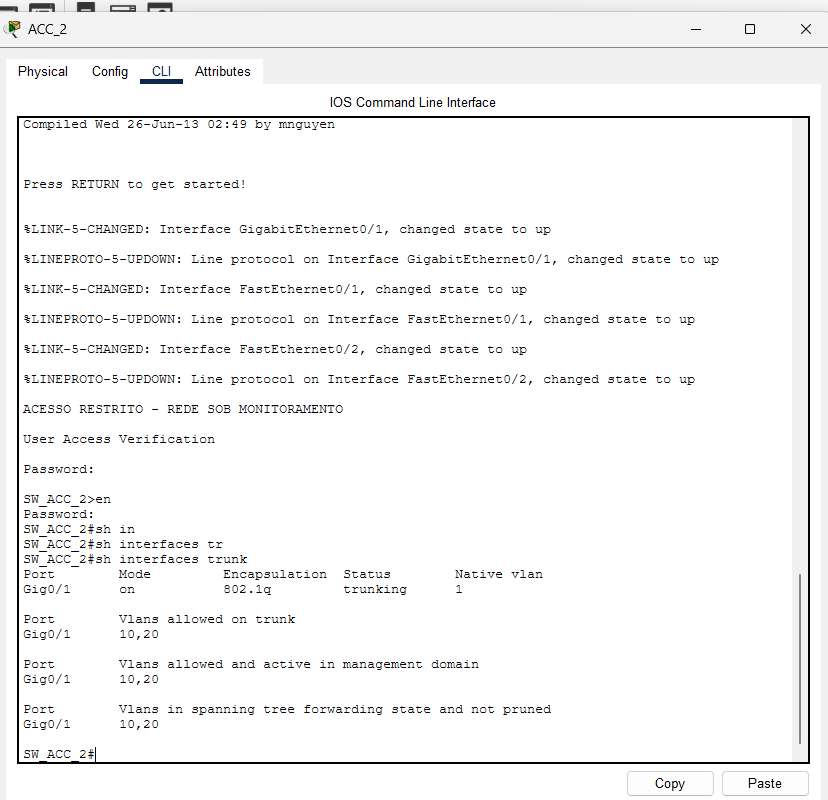 ACC_2
Physical Config CLI Attributes
IOS Command Line Interface
Compiled Wed 26-Jun-13 02:49 by mnguyen
Press RETURN to get started!
%LINK-5-CHANGED: Interface GigabitEthernet0/1, changed state to up
%LINEPROTO-5-UPDOWN: Line protocol on Interface GigabitEthernet0/1, changed state to up
%LINK-5-CHANGED: Interface FastEthernet0/1, changed state to up
%LINEPROTO-5-UPDOWN: Line protocol on Interface FastEthernet0/1, changed state to up
%LINK-5-CHANGED: Interface FastEthernet0/2, changed state to up
%LINEPROTO-5-UPDOWN: Line protocol on Interface FastEthernet0/2, changed state to up
ACESSO RESTRITO - REDE SOB MONITORAMENTO
User Access Verification
Password:
SW_ACC_2>en
Password:
SW_ACC_2#sh in
SW_ACC_2#sh interfaces tr
SW_ACC_2#sh interfaces trunk
Port Mode Encapsulation Status Native vlan
Gig0/1 on 802.1q trunking 1
Port Vlans allowed on trunk
Gig0/1 10,20
Port Vlans allowed and active in management domain
Gig0/1 10,20
Port Vlans in spanning tree forwarding state and not pruned
Gig0/1 10,20
SW_ACC_2#
Copy Paste